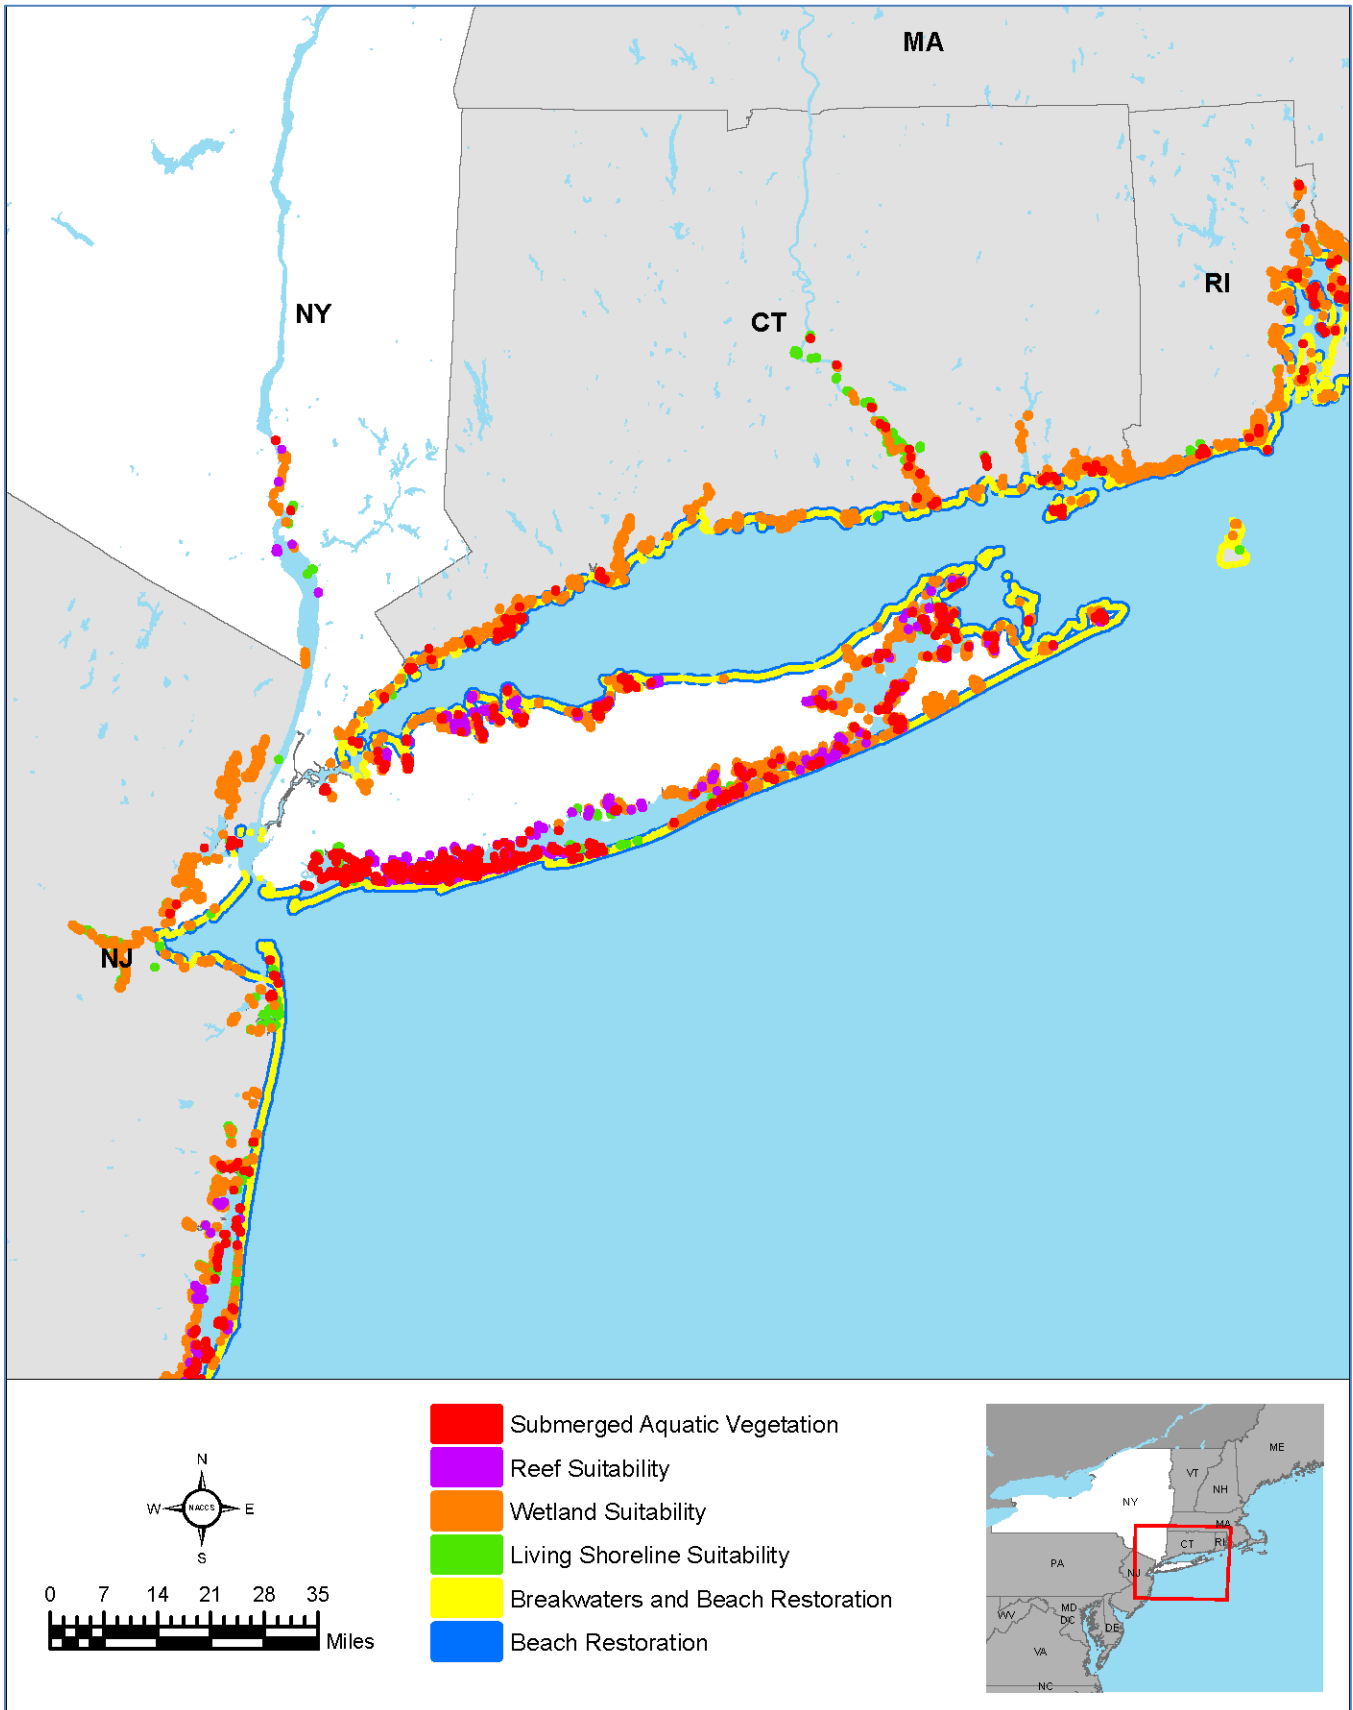 MA
NY
CT
RI
NJ
N
W NACCS E
S
0 7 14 21 28 35
Miles
Submerged Aquatic Vegetation
Reef Suitability
Wetland Suitability
Living Shoreline Suitability
Breakwaters and Beach Restoration
Beach Restoration
ME
VT
NH
NY
MA
CT RI
PA
NJ
MD
WV DC
DE
VA
NC